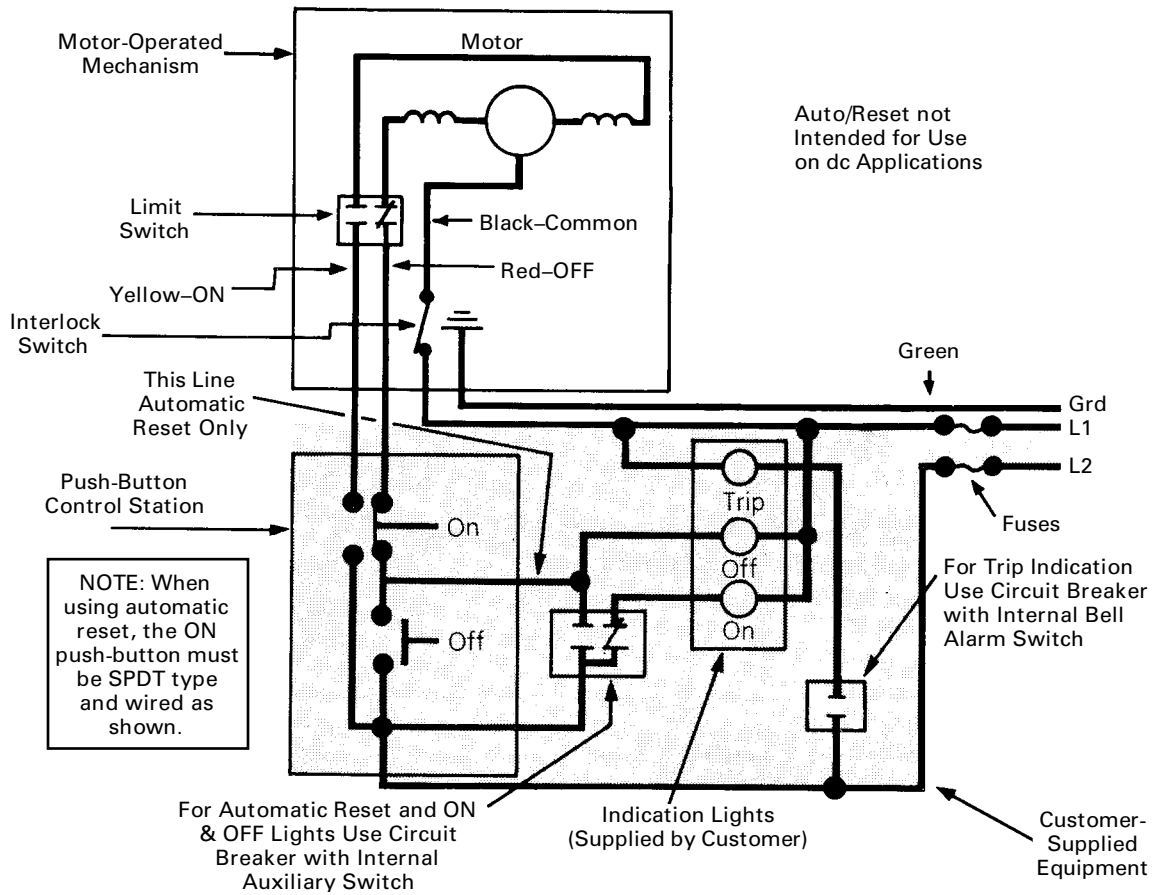 Motor-Operated
Mechanism
Motor
Auto/Reset not
Intended for Use
on dc Applications
Limit
Switch
Black–Common
Red–OFF
Yellow–ON
Interlock
Switch
This Line
Automatic
Reset Only
Green
Grd
L1
L2
Fuses
Push-Button
Control Station
On
Off
NOTE: When
using automatic
reset, the ON
push-button must
be SPDT type
and wired as
shown.
Trip
Off
On
For Trip Indication
Use Circuit Breaker
with Internal Bell
Alarm Switch
For Automatic Reset and ON
& OFF Lights Use Circuit
Breaker with Internal
Auxiliary Switch
Indication Lights
(Supplied by Customer)
Customer-
Supplied
Equipment